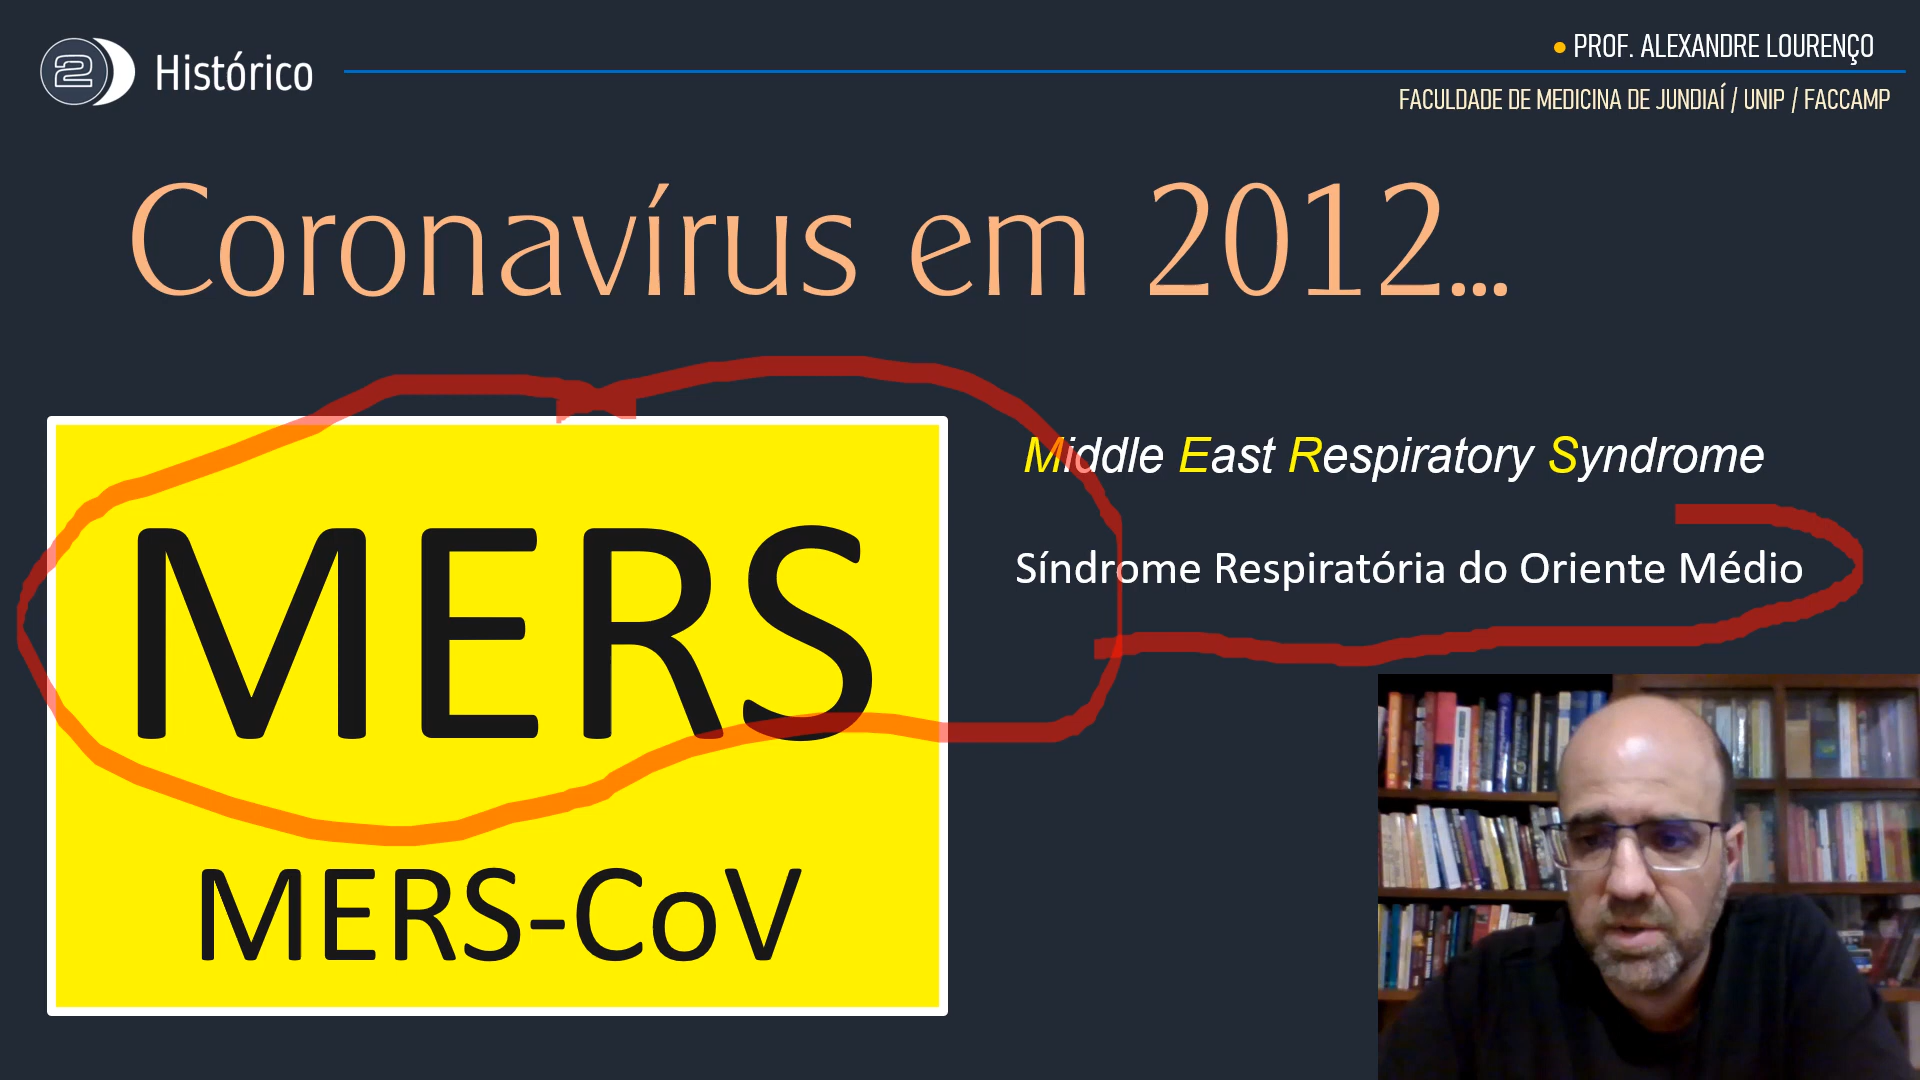 2 Histórico
PROF. ALEXANDRE LOURENÇO
FACULDADE DE MEDICINA DE JUNDIAÍ / UNIP / FACCAMP
Coronavírus em 2012...
MERS
MERS-CoV
Middle East Respiratory Syndrome
Síndrome Respiratória do Oriente Médio